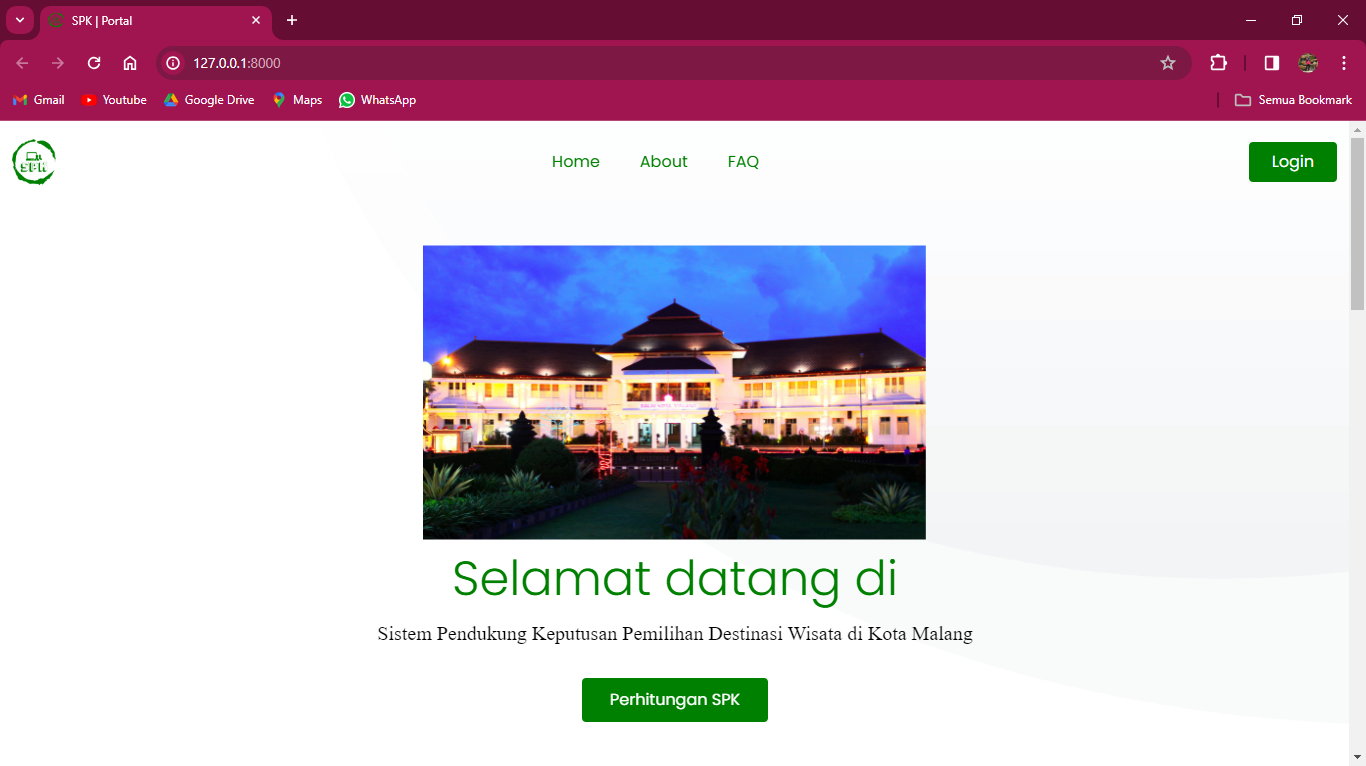 SPK | Portal
127.0.0.1:8000
Gmail
Youtube
Google Drive
Maps
WhatsApp
Semua Bookmark
SPK
Home
About
FAQ
Login
Selamat datang di
Sistem Pendukung Keputusan Pemilihan Destinasi Wisata di Kota Malang
Perhitungan SPK